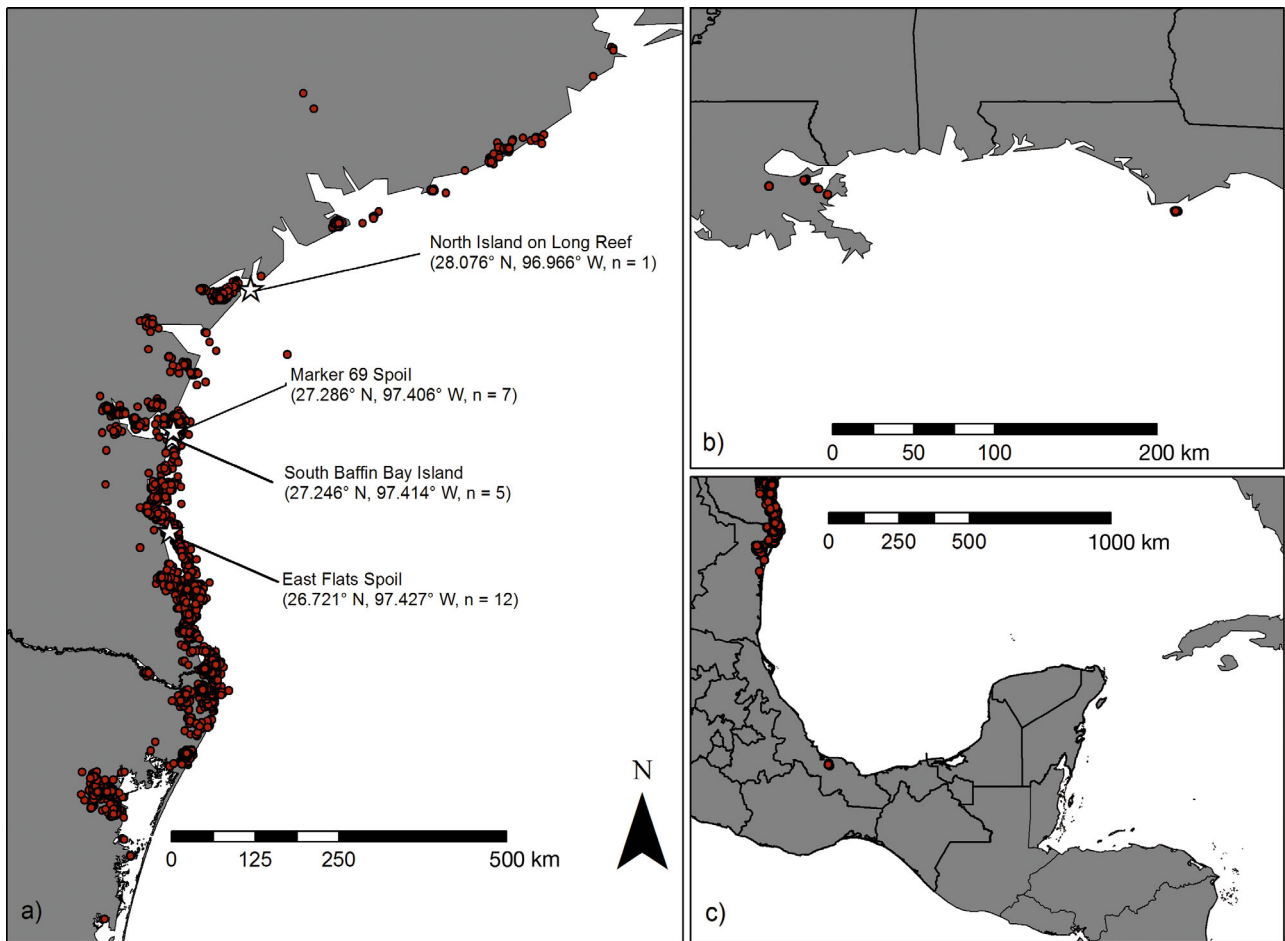 North Island on Long Reef
(28.076° N, 96.966° W, n = 1)
Marker 69 Spoil
(27.286° N, 97.406° W, n = 7)
South Baffin Bay Island
(27.246° N, 97.414° W, n = 5)
East Flats Spoil
(26.721° N, 97.427° W, n = 12)
N
0 125 250 500 km
a)
0 50 100 200 km
b)
0 250 500 1000 km
c)